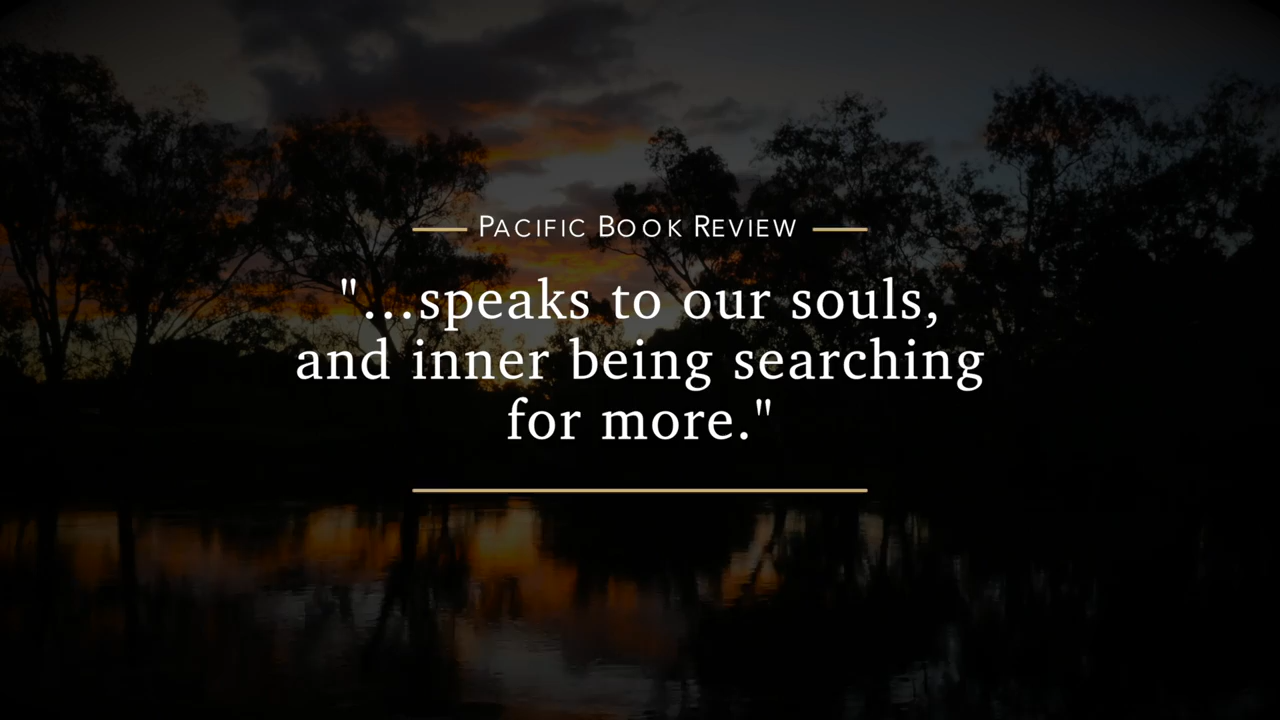 Pacific Book Review
"...speaks to our souls,
and inner being searching
for more."